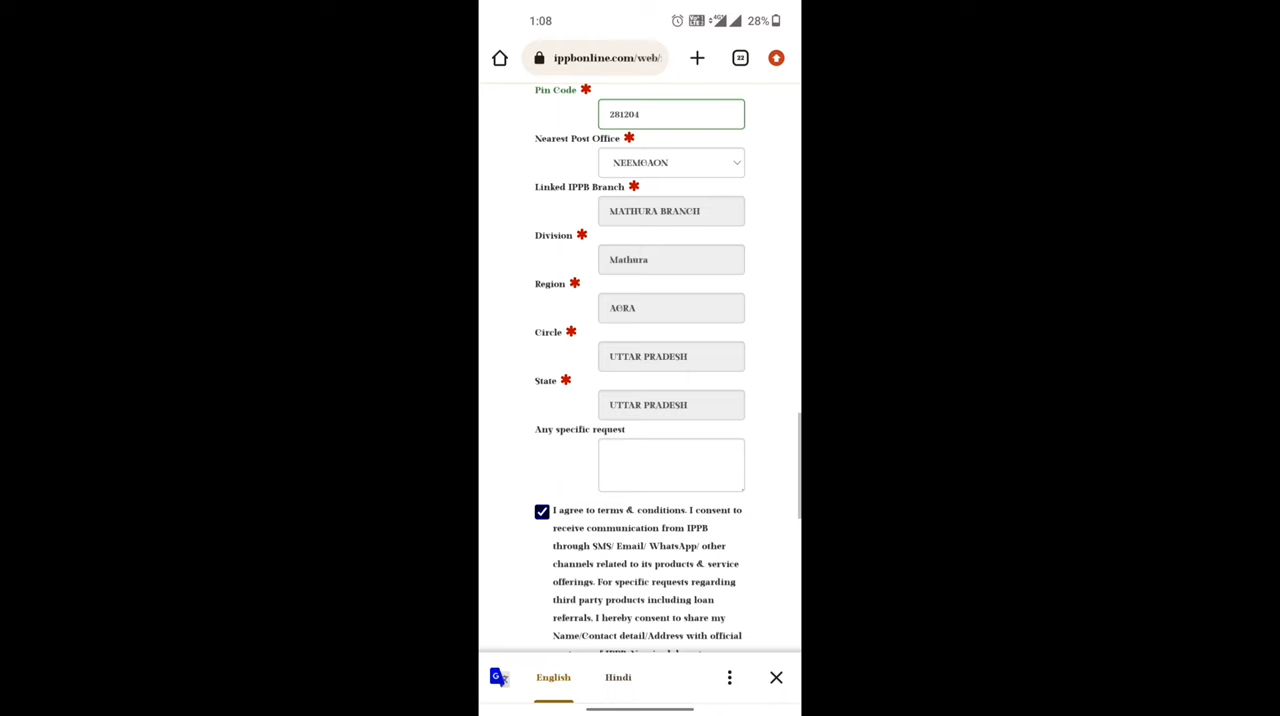 1:08
4G
28%
ippbonline.com/web/
22
Pin Code *
281204
Nearest Post Office *
NEEMGAON
Linked IPPB Branch *
MATHURA BRANCH
Division *
Mathura
Region *
AGRA
Circle *
UTTAR PRADESH
State *
UTTAR PRADESH
Any specific request
I agree to terms & conditions. I consent to
receive communication from IPPB
through SMS/ Email/ WhatsApp/ other
channels related to its products & service
offerings. For specific requests regarding
third party products including loan
referrals. I hereby consent to share my
Name/Contact detail/Address with official
English
Hindi